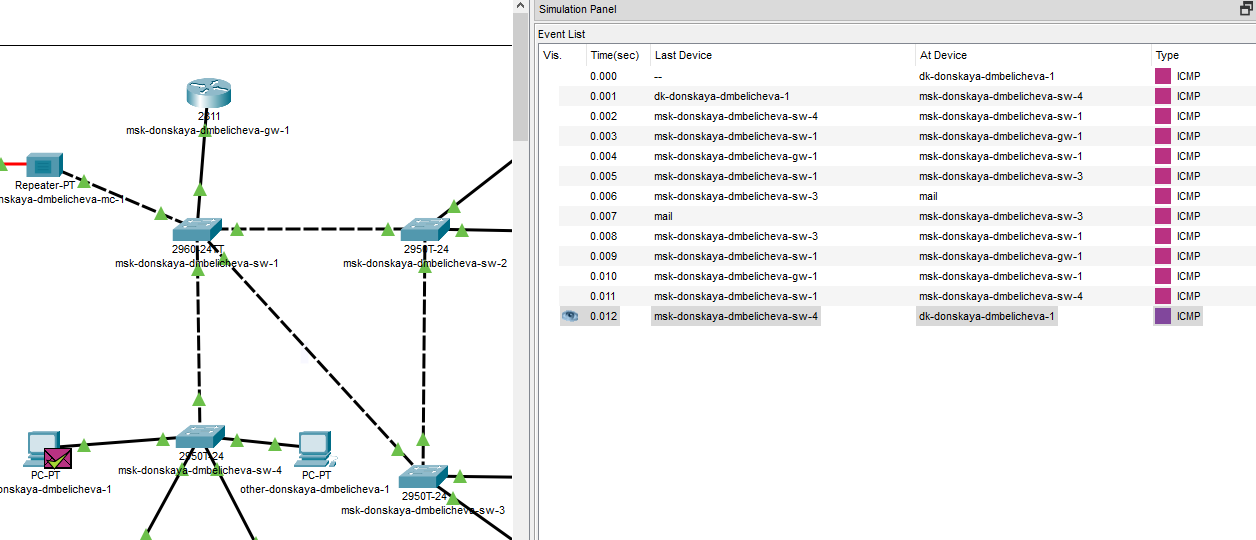 2811
msk-donskaya-dmbelicheva-gw-1
Repeater-PT
nskaya-dmbelicheva-mc-1
2960-24TT
msk-donskaya-dmbelicheva-sw-1
2950T-24
msk-donskaya-dmbelicheva-sw-2
2950T-24
msk-donskaya-dmbelicheva-sw-4
PC-PT
onskaya-dmbelicheva-1
PC-PT
other-donskaya-dmbelicheva-1
2950T-24
msk-donskaya-dmbelicheva-sw-3
Simulation Panel
Event List
Vis. Time(sec) Last Device At Device Type
0.000 -- dk-donskaya-dmbelicheva-1 ICMP
0.001 dk-donskaya-dmbelicheva-1 msk-donskaya-dmbelicheva-sw-4 ICMP
0.002 msk-donskaya-dmbelicheva-sw-4 msk-donskaya-dmbelicheva-sw-1 ICMP
0.003 msk-donskaya-dmbelicheva-sw-1 msk-donskaya-dmbelicheva-gw-1 ICMP
0.004 msk-donskaya-dmbelicheva-gw-1 msk-donskaya-dmbelicheva-sw-1 ICMP
0.005 msk-donskaya-dmbelicheva-sw-1 msk-donskaya-dmbelicheva-sw-3 ICMP
0.006 msk-donskaya-dmbelicheva-sw-3 mail ICMP
0.007 mail msk-donskaya-dmbelicheva-sw-3 ICMP
0.008 msk-donskaya-dmbelicheva-sw-3 msk-donskaya-dmbelicheva-sw-1 ICMP
0.009 msk-donskaya-dmbelicheva-sw-1 msk-donskaya-dmbelicheva-gw-1 ICMP
0.010 msk-donskaya-dmbelicheva-gw-1 msk-donskaya-dmbelicheva-sw-1 ICMP
0.011 msk-donskaya-dmbelicheva-sw-1 msk-donskaya-dmbelicheva-sw-4 ICMP
0.012 msk-donskaya-dmbelicheva-sw-4 dk-donskaya-dmbelicheva-1 ICMP